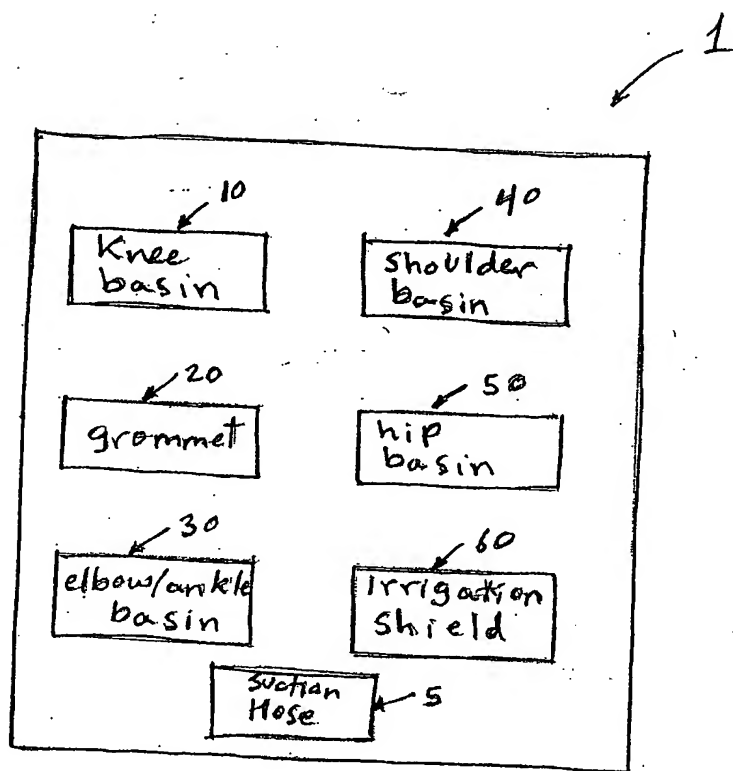 1
10
Knee
basin
40
shoulder
basin
20
grommet
50
hip
basin
30
elbow/ankle
basin
60
Irrigation
shield
Suction
Hose
5